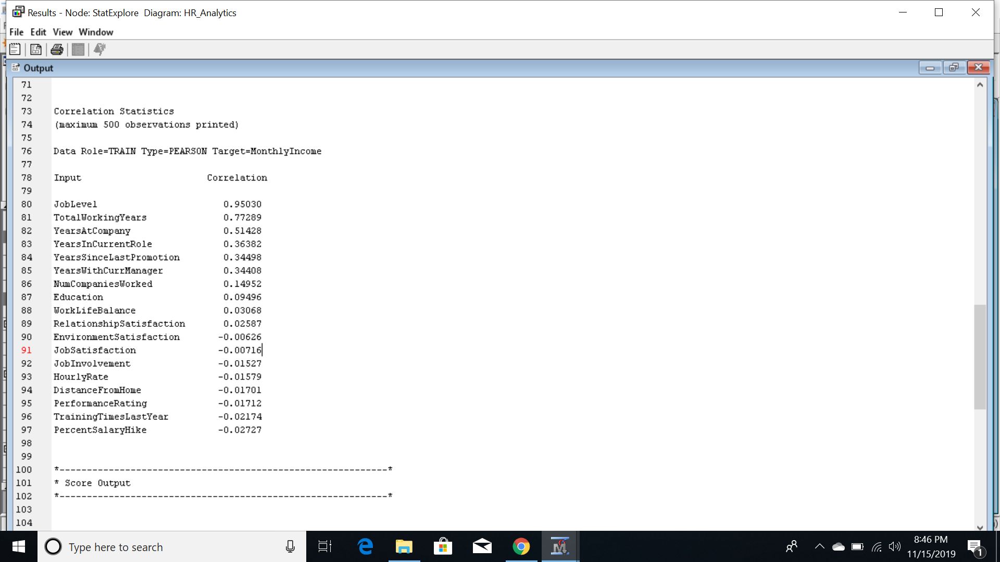 Results - Node: StatExplore  Diagram: HR_Analytics
File Edit View Window
Output
71
72
73 Correlation Statistics
74 (maximum 500 observations printed)
75
76 Data Role=TRAIN Type=PEARSON Target=MonthlyIncome
77
78 Input Correlation
79
80 JobLevel 0.95030
81 TotalWorkingYears 0.77289
82 YearsAtCompany 0.51428
83 YearsInCurrentRole 0.36382
84 YearsSinceLastPromotion 0.34498
85 YearsWithCurrManager 0.34408
86 NumCompaniesWorked 0.14952
87 Education 0.09496
88 WorkLifeBalance 0.03068
89 RelationshipSatisfaction 0.02587
90 EnvironmentSatisfaction -0.00626
91 JobSatisfaction -0.00716
92 JobInvolvement -0.01527
93 HourlyRate -0.01579
94 DistanceFromHome -0.01701
95 PerformanceRating -0.01712
96 TrainingTimesLastYear -0.02174
97 PercentSalaryHike -0.02727
98
99
100 *------------------------------------------------------------*
101 * Score Output
102 *------------------------------------------------------------*
103
104
Type here to search
8:46 PM
11/15/2019
1